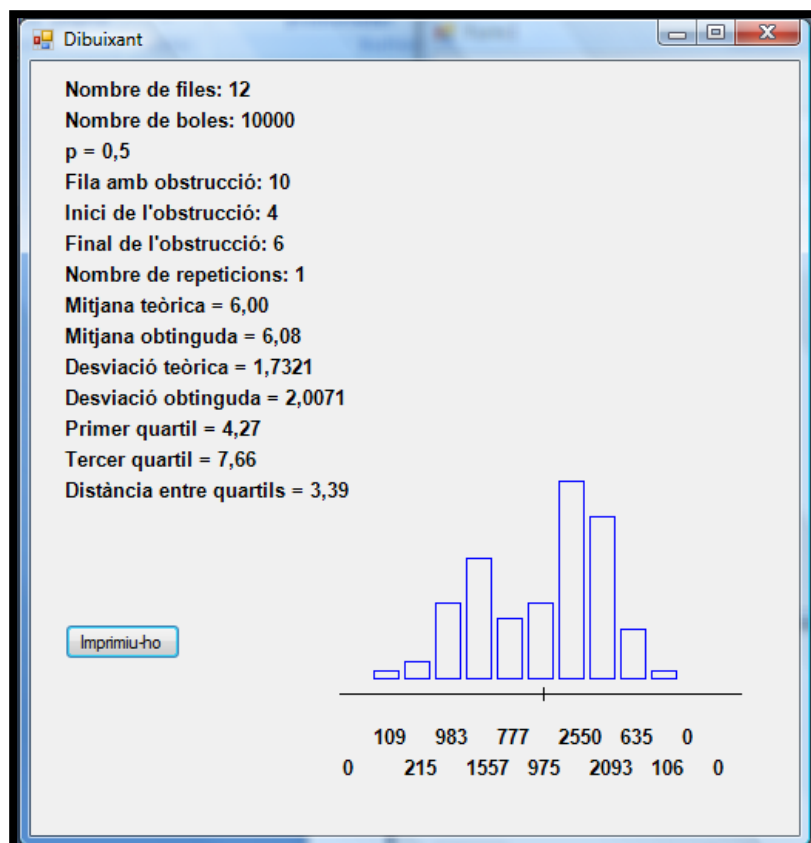 Dibuixant
Nombre de files: 12
Nombre de boles: 10000
p = 0,5
Fila amb obstrucció: 10
Inici de l'obstrucció: 4
Final de l'obstrucció: 6
Nombre de repeticions: 1
Mitjana teòrica = 6,00
Mitjana obtinguda = 6,08
Desviació teòrica = 1,7321
Desviació obtinguda = 2,0071
Primer quartil = 4,27
Tercer quartil = 7,66
Distància entre quartils = 3,39
Imprimiu-ho
109 983 777 2550 635 0
0 215 1557 975 2093 106 0